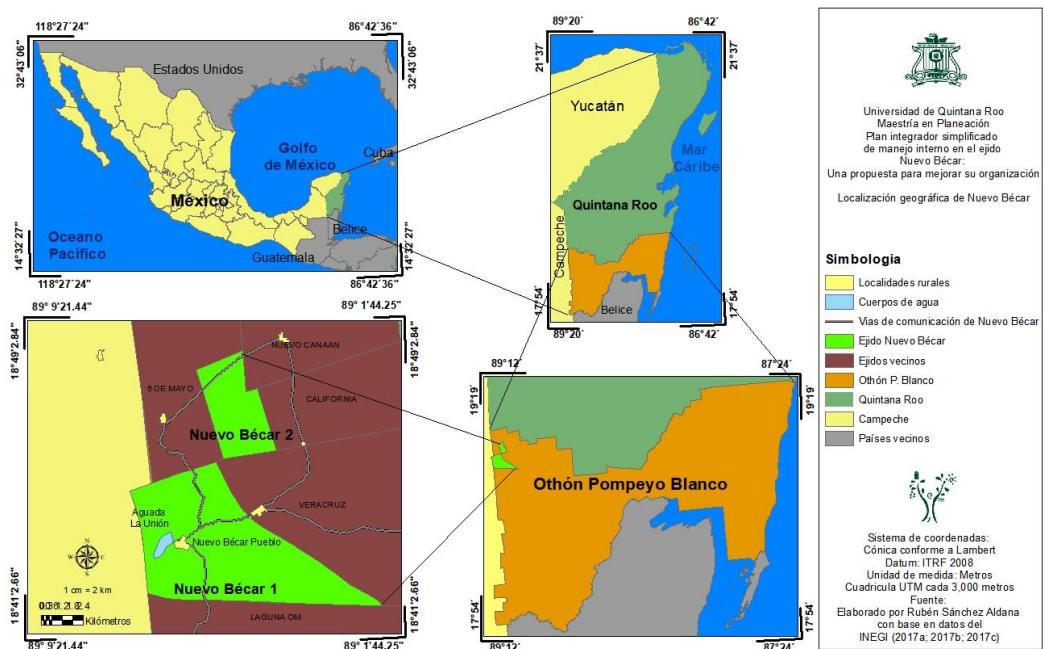 118°27´24"
86°42´36"
32°43´06"
32°43´06"
Estados Unidos
Golfo
de México
Cuba
México
Belice
Oceano
Pacífico
Guatemala
14°32´27"
14°32´27"
118°27´24"
86°42´36"
89°20´
86°42´
21°37´
21°37´
Yucatán
Mar
Cáribe
Quintana Roo
Campeche
Belice
17°54´
17°54´
89°20´
86°42´
89° 9´21.44"
89° 1´44.25"
18°49´2.84"
18°49´2.84"
NUEVO CANAAN
5 DE MAYO
CALIFORNIA
Nuevo Bécar 2
VERACRUZ
Aguada
La Unión
Nuevo Bécar Pueblo
N
W
E
S
1 cm = 2 km
Nuevo Bécar 1
Kilómetros
LAGUNA OM
18°41´2.66"
18°41´2.66"
89° 9´21.44"
89° 1´44.25"
89°12´
87°24´
19°19´
19°19´
Othón Pompeyo Blanco
17°54´
17°54´
89°12´
87°24´
Universidad de Quintana Roo
Maestría en Planeación
Plan integrador simplificado
de manejo interno en el ejido
Nuevo Bécar:
Una propuesta para mejorar su organización
Localización geográfica de Nuevo Bécar
Simbología
Localidades rurales
Cuerpos de agua
Vias de comunicación de Nuevo Bécar
Ejido Nuevo Bécar
Ejidos vecinos
Othón P. Blanco
Quintana Roo
Campeche
Países vecinos
Sistema de coordenadas:
Cónica conforme a Lambert
Datum: ITRF 2008
Unidad de medida: Metros
Cuadricula UTM cada 3,000 metros
Fuente:
Elaborado por Rubén Sánchez Aldana
con base en datos del
INEGI (2017a; 2017b; 2017c)